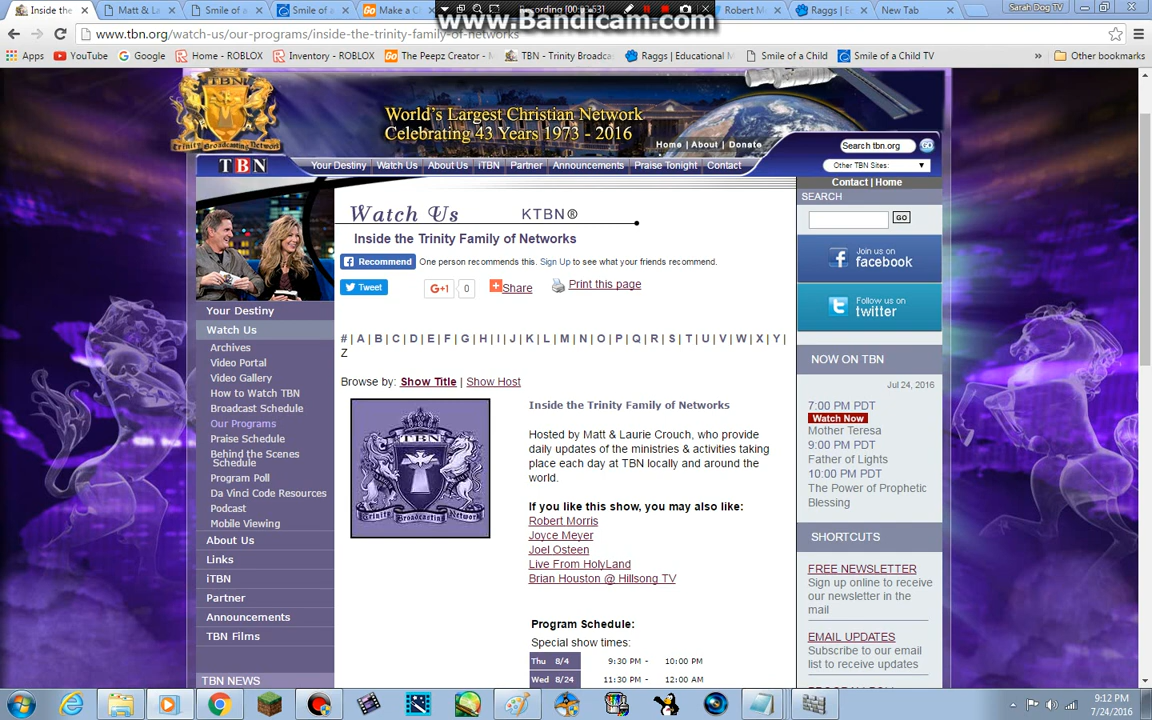 Inside the
Matt & L
Smile of a
Smile of a
Make a C
Recording
www.Bandicam.com
Robert M
Raggs | E
New Tab
Sarah Dog TV
www.tbn.org/watch-us/our-programs/inside-the-trinity-family-of-networks
Apps
YouTube
Google
Home - ROBLOX
Inventory - ROBLOX
The Peepz Creator -
TBN - Trinity Broadca
Raggs | Educational
Smile of a Child
Smile of a Child TV
Other bookmarks
TBN
Trinity Broadcasting Network
World's Largest Christian Network
Celebrating 43 Years 1973 - 2016
Home | About | Donate
Search tbn.org
GO
TBN
Your Destiny | Watch Us | About Us | iTBN | Partner | Announcements | Praise Tonight | Contact
Other TBN Sites:
Contact | Home
SEARCH
GO
Join us on
facebook
Follow us on
twitter
Watch Us KTBN®
Inside the Trinity Family of Networks
Recommend One person recommends this. Sign Up to see what your friends recommend.
Tweet
G+1 0
Share
Print this page
# | A | B | C | D | E | F | G | H | I | J | K | L | M | N | O | P | Q | R | S | T | U | V | W | X | Y |
Z
Browse by: Show Title | Show Host
Your Destiny
Watch Us
Archives
Video Portal
Video Gallery
How to Watch TBN
Broadcast Schedule
Our Programs
Praise Schedule
Behind the Scenes
Schedule
Program Poll
Da Vinci Code Resources
Podcast
Mobile Viewing
About Us
Links
iTBN
Partner
Announcements
TBN Films
TBN NEWS
TBN
Trinity Broadcasting Network
Inside the Trinity Family of Networks
Hosted by Matt & Laurie Crouch, who provide
daily updates of the ministries & activities taking
place each day at TBN locally and around the
world.
If you like this show, you may also like:
Robert Morris
Joyce Meyer
Joel Osteen
Live From HolyLand
Brian Houston @ Hillsong TV
Program Schedule:
Special show times:
Thu 8/4 9:30 PM - 10:00 PM
Wed 8/24 11:30 PM - 12:00 AM
NOW ON TBN
Jul 24, 2016
7:00 PM PDT
Watch Now
Mother Teresa
9:00 PM PDT
Father of Lights
10:00 PM PDT
The Power of Prophetic
Blessing
SHORTCUTS
FREE NEWSLETTER
Sign up online to receive
our newsletter in the
mail
EMAIL UPDATES
Subscribe to our email
list to receive updates
9:12 PM
7/24/2016